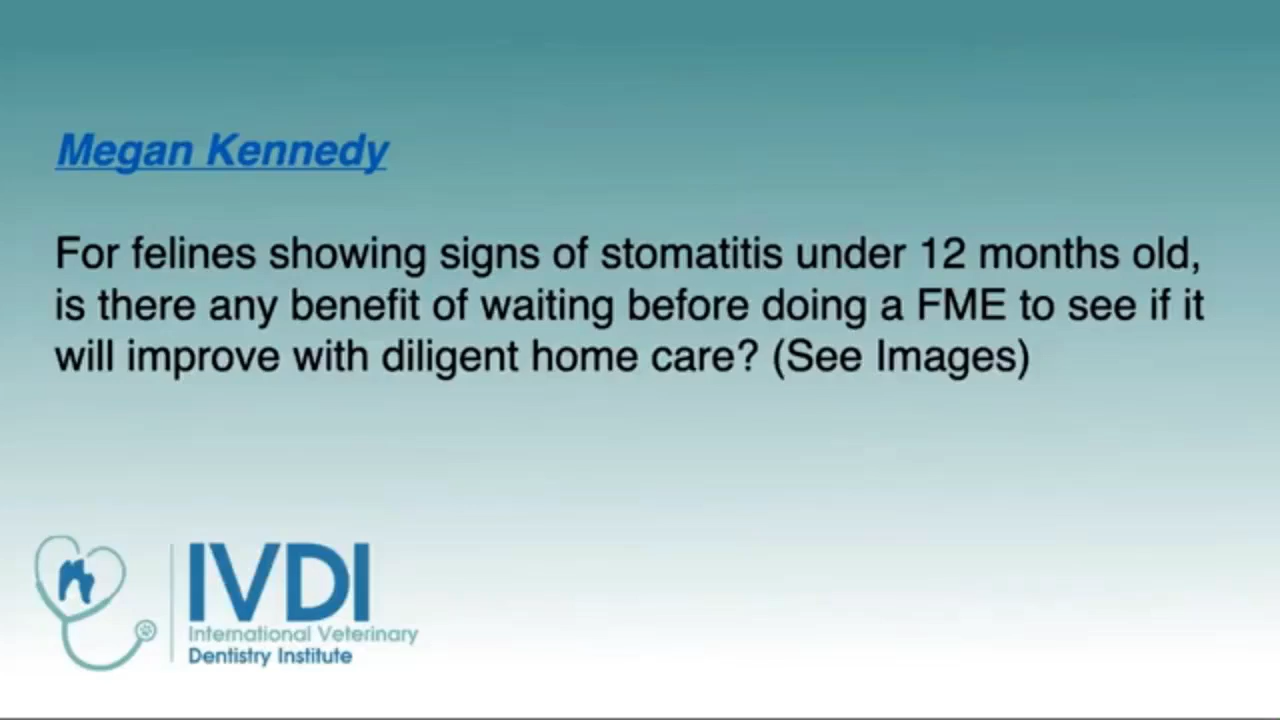 Megan Kennedy
For felines showing signs of stomatitis under 12 months old,
is there any benefit of waiting before doing a FME to see if it
will improve with diligent home care? (See Images)
IVDI
International Veterinary
Dentistry Institute